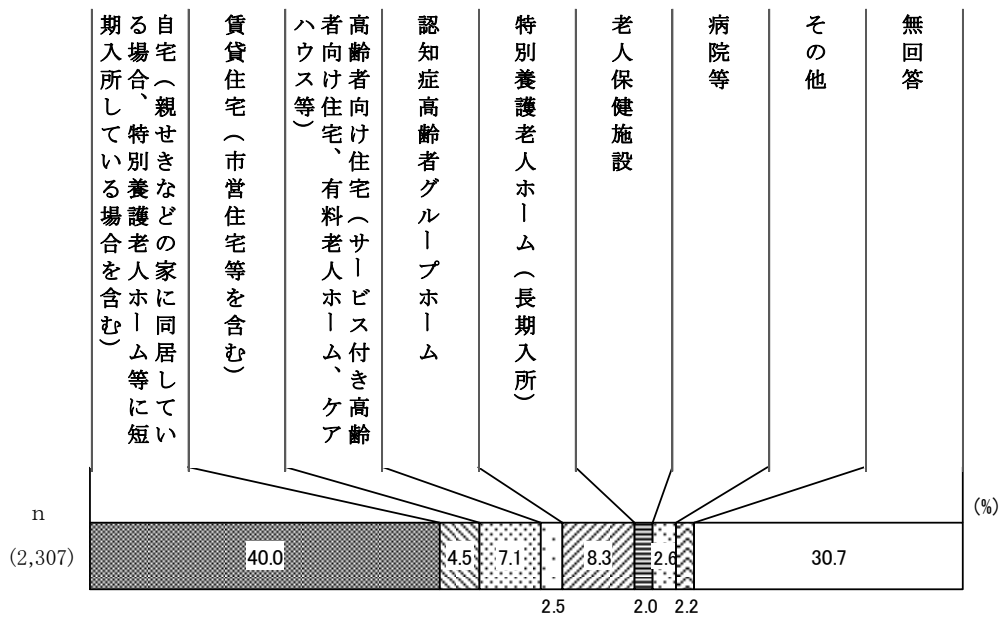 自宅（親せきなどの家に同居してい
る場合、特別養護老人ホーム等に短
期入所している場合を含む）
賃貸住宅（市営住宅等を含む）
高齢者向け住宅（サービス付き高齢
者向け住宅、有料老人ホーム、ケア
ハウス等）
認知症高齢者グループホーム
特別養護老人ホーム（長期入所）
老人保健施設
病院等
その他
無回答
n
(%)
(2,307)
40.0
4.5
7.1
8.3
2.6
30.7
2.5
2.0
2.2